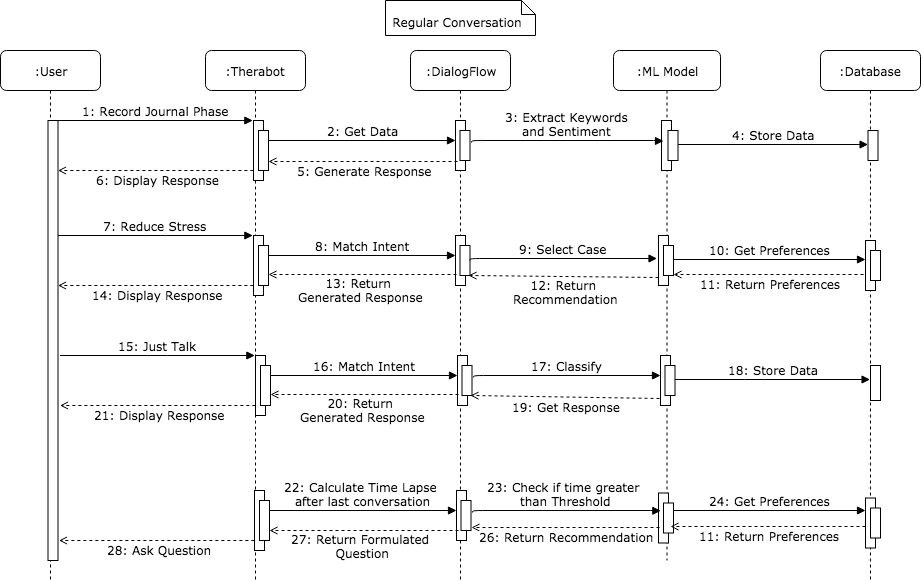 Regular Conversation
:User
:Therabot
:DialogFlow
:ML Model
:Database
1: Record Journal Phase
2: Get Data
3: Extract Keywords
and Sentiment
4: Store Data
5: Generate Response
6: Display Response
7: Reduce Stress
8: Match Intent
9: Select Case
10: Get Preferences
11: Return Preferences
12: Return
Recommendation
13: Return
Generated Response
14: Display Response
15: Just Talk
16: Match Intent
17: Classify
18: Store Data
19: Get Response
20: Return
Generated Response
21: Display Response
22: Calculate Time Lapse
after last conversation
23: Check if time greater
than Threshold
24: Get Preferences
11: Return Preferences
26: Return Recommendation
27: Return Formulated
Question
28: Ask Question